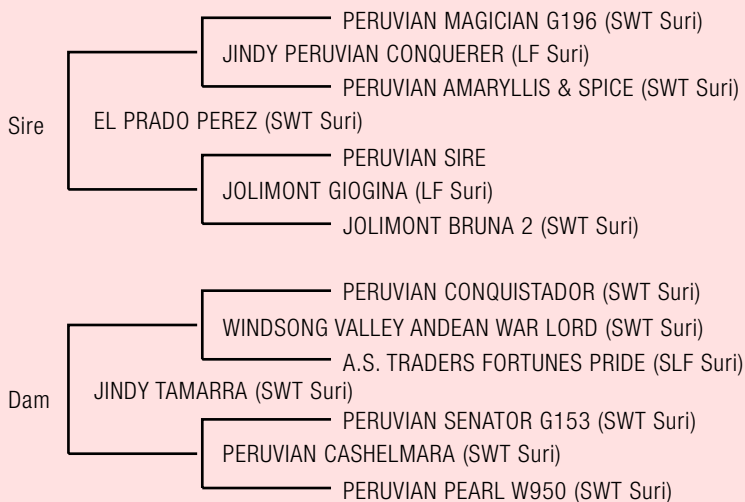 PERUVIAN MAGICIAN G196 (SWT Suri)
JINDY PERUVIAN CONQUERER (LF Suri)
PERUVIAN AMARYLLIS & SPICE (SWT Suri)
Sire
EL PRADO PEREZ (SWT Suri)
PERUVIAN SIRE
JOLIMONT GIOGINA (LF Suri)
JOLIMONT BRUNA 2 (SWT Suri)
PERUVIAN CONQUISTADOR (SWT Suri)
WINDSONG VALLEY ANDEAN WAR LORD (SWT Suri)
A.S. TRADERS FORTUNES PRIDE (SLF Suri)
Dam
JINDY TAMARRA (SWT Suri)
PERUVIAN SENATOR G153 (SWT Suri)
PERUVIAN CASHELMARA (SWT Suri)
PERUVIAN PEARL W950 (SWT Suri)